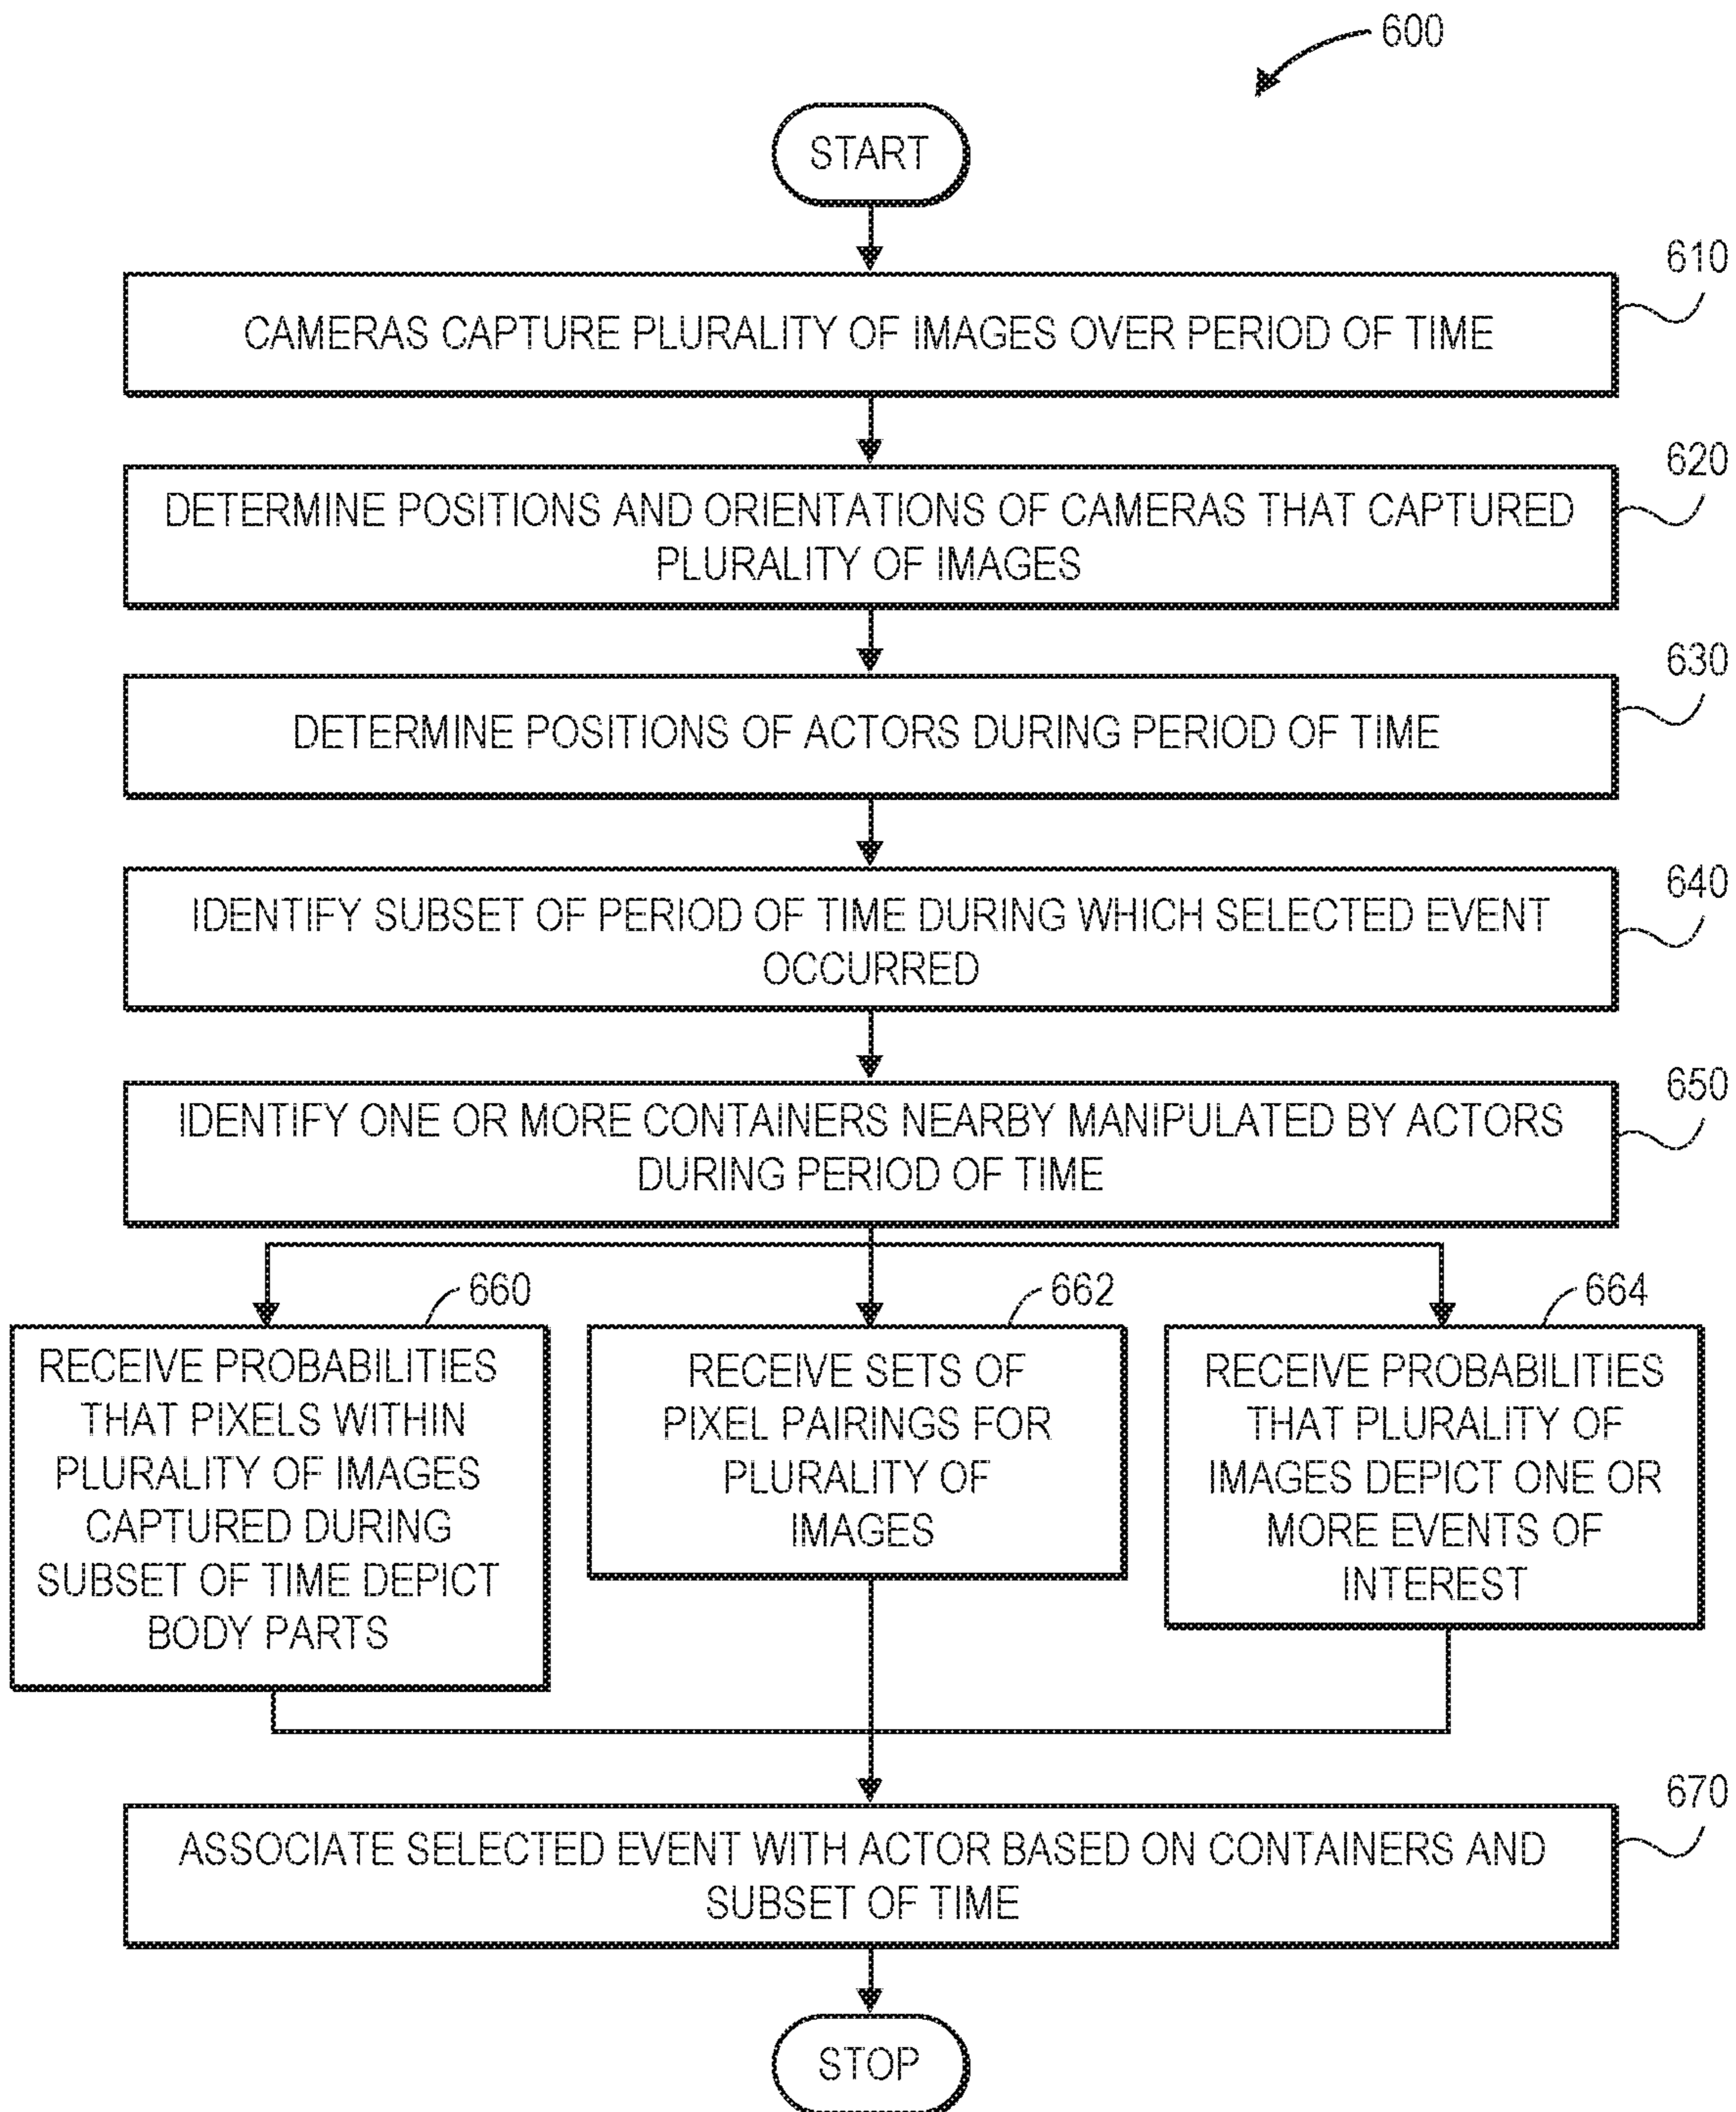 600
START
610
CAMERAS CAPTURE PLURALITY OF IMAGES OVER PERIOD OF TIME
620
DETERMINE POSITIONS AND ORIENTATIONS OF CAMERAS THAT CAPTURED
PLURALITY OF IMAGES
630
DETERMINE POSITIONS OF ACTORS DURING PERIOD OF TIME
640
IDENTIFY SUBSET OF PERIOD OF TIME DURING WHICH SELECTED EVENT
OCCURRED
650
IDENTIFY ONE OR MORE CONTAINERS NEARBY MANIPULATED BY ACTORS
DURING PERIOD OF TIME
660
RECEIVE PROBABILITIES
THAT PIXELS WITHIN
PLURALITY OF IMAGES
CAPTURED DURING
SUBSET OF TIME DEPICT
BODY PARTS
662
RECEIVE SETS OF
PIXEL PAIRINGS FOR
PLURALITY OF
IMAGES
664
RECEIVE PROBABILITIES
THAT PLURALITY OF
IMAGES DEPICT ONE OR
MORE EVENTS OF
INTEREST
670
ASSOCIATE SELECTED EVENT WITH ACTOR BASED ON CONTAINERS AND
SUBSET OF TIME
STOP